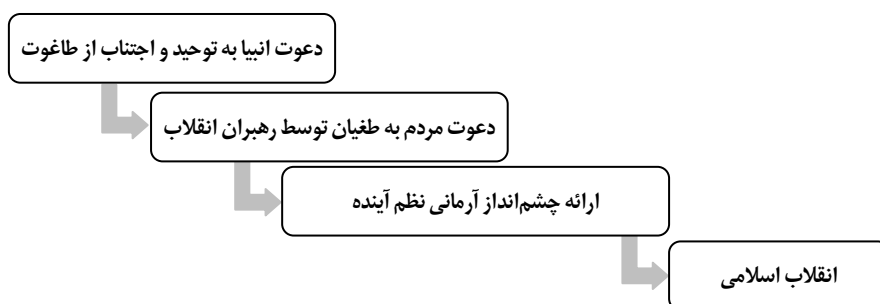 دعوت انبیا به توحید و اجتناب از طاغوت
دعوت مردم به طغیان توسط رهبران انقلاب
ارائه چشم‌انداز آرمانی نظم آینده
انقلاب اسلامی